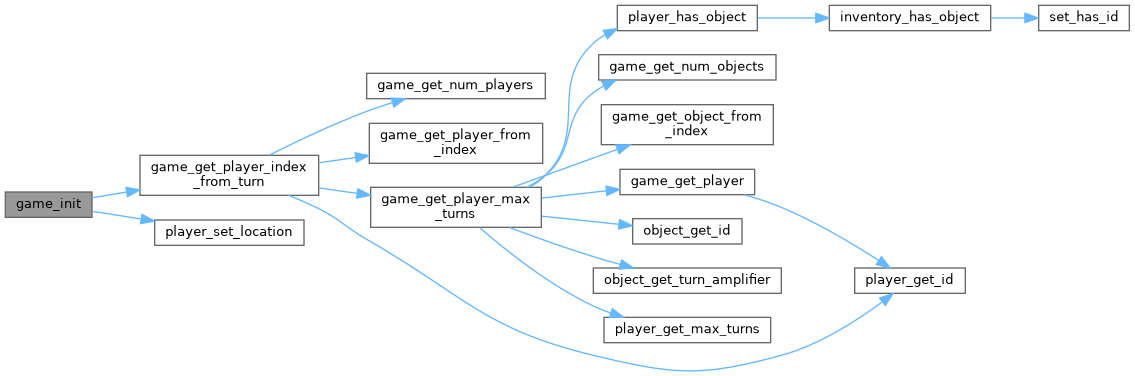 game_init
game_get_player_index
_from_turn
player_set_location
game_get_num_players
game_get_player_from
_index
game_get_player_max
_turns
player_has_object
game_get_num_objects
game_get_object_from
_index
game_get_player
object_get_id
object_get_turn_amplifier
player_get_max_turns
inventory_has_object
player_get_id
set_has_id